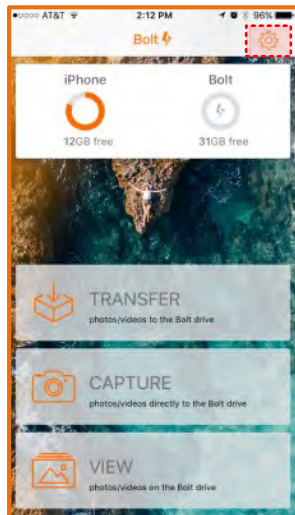 AT&T 2:12 PM 96%
Bolt
iPhone Bolt
12GB free 31GB free
TRANSFER
photos/videos to the Bolt drive
CAPTURE
photos/videos directly to the Bolt drive
VIEW
photos/videos on the Bolt drive